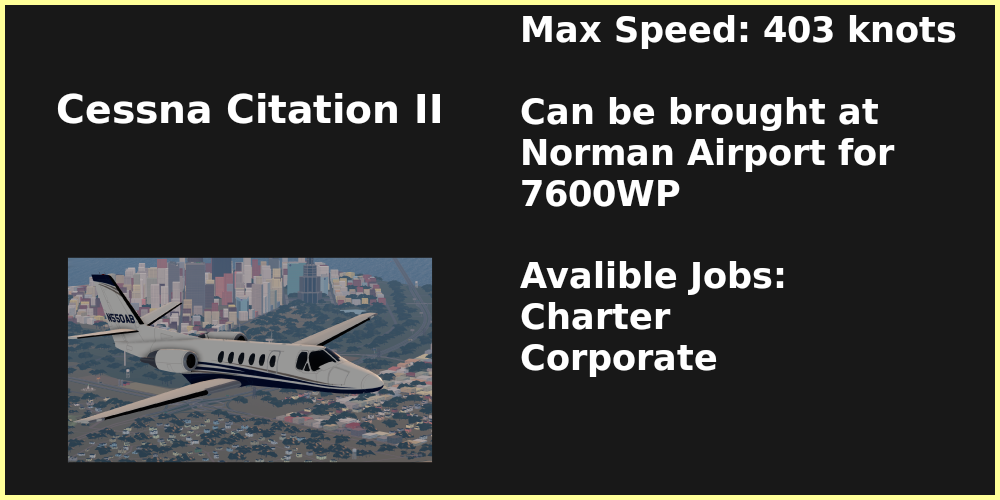 Cessna Citation II
N550AB
Max Speed: 403 knots
Can be brought at
Norman Airport for
7600WP
Avalible Jobs:
Charter
Corporate